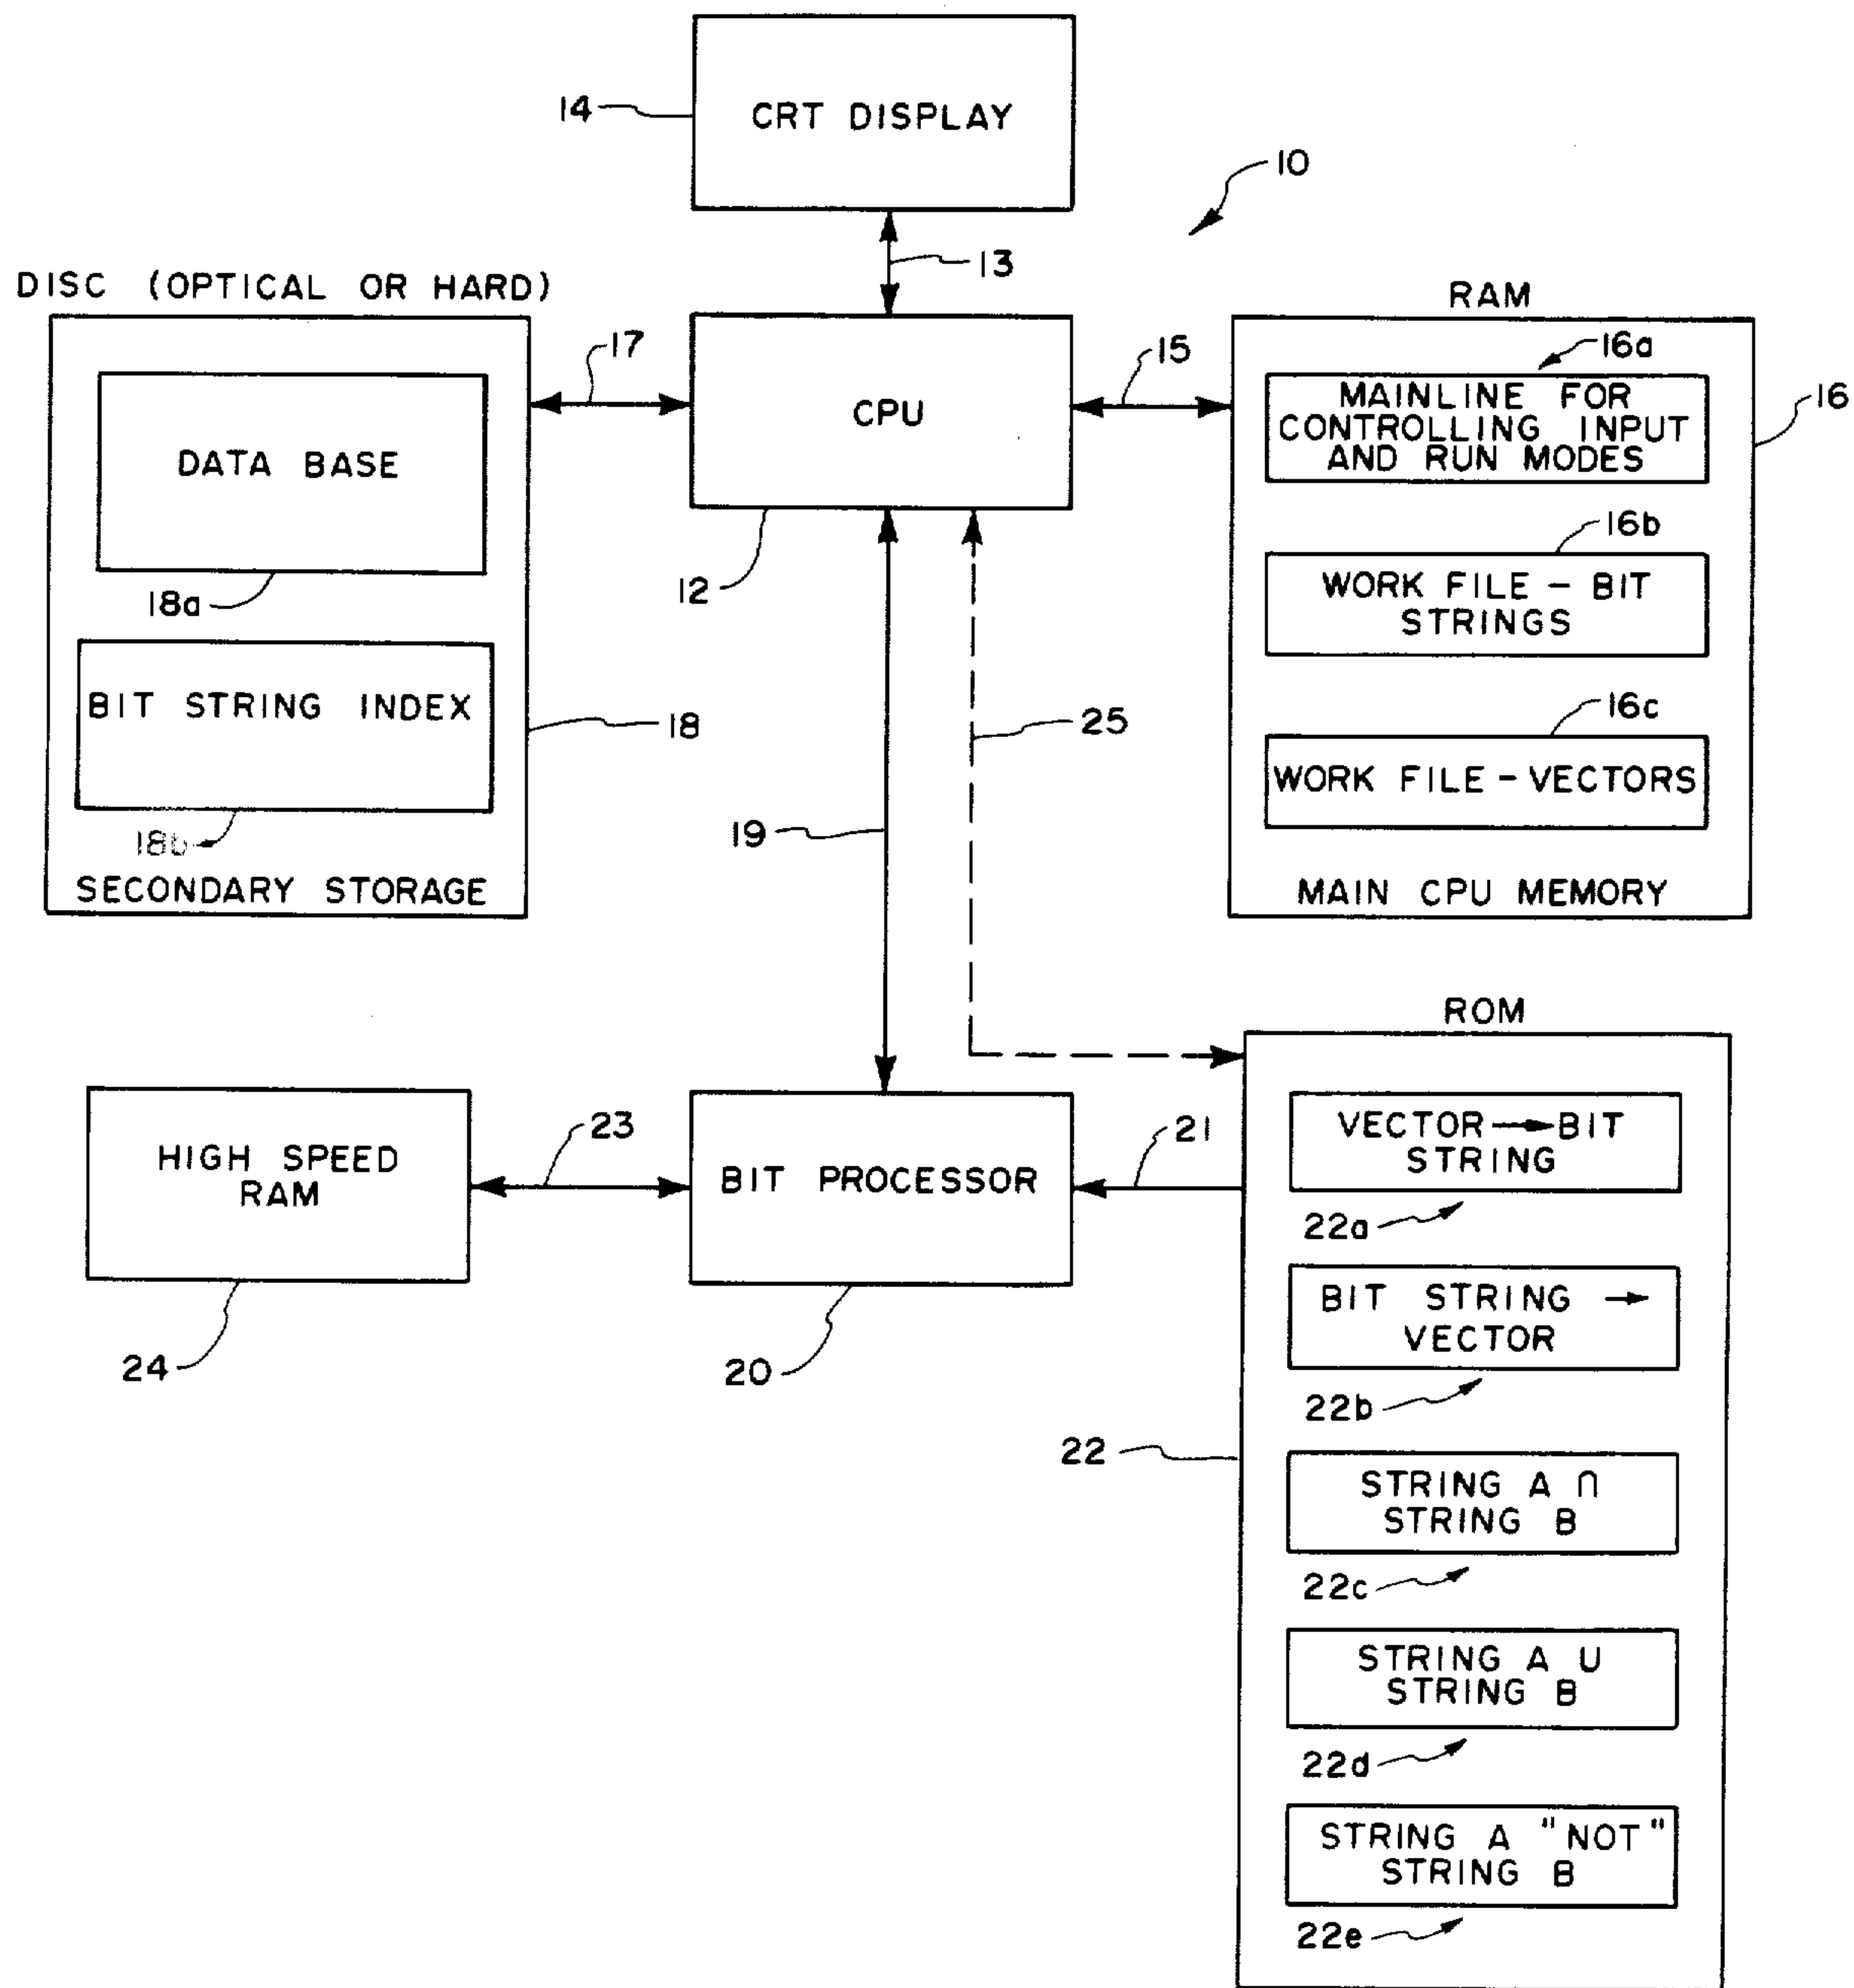 14
CRT DISPLAY
10
13
DISC (OPTICAL OR HARD)
RAM
17
15
16a
DATA BASE
CPU
MAINLINE FOR
CONTROLLING INPUT
AND RUN MODES
16
18a
12
16b
WORK FILE – BIT
STRINGS
BIT STRING INDEX
18
25
16c
WORK FILE – VECTORS
18b
19
SECONDARY STORAGE
MAIN CPU MEMORY
ROM
HIGH SPEED
RAM
23
BIT PROCESSOR
21
VECTOR → BIT
STRING
22a
24
20
BIT STRING →
VECTOR
22b
22
STRING A ∩
STRING B
22c
STRING A ∪
STRING B
22d
STRING A "NOT"
STRING B
22e